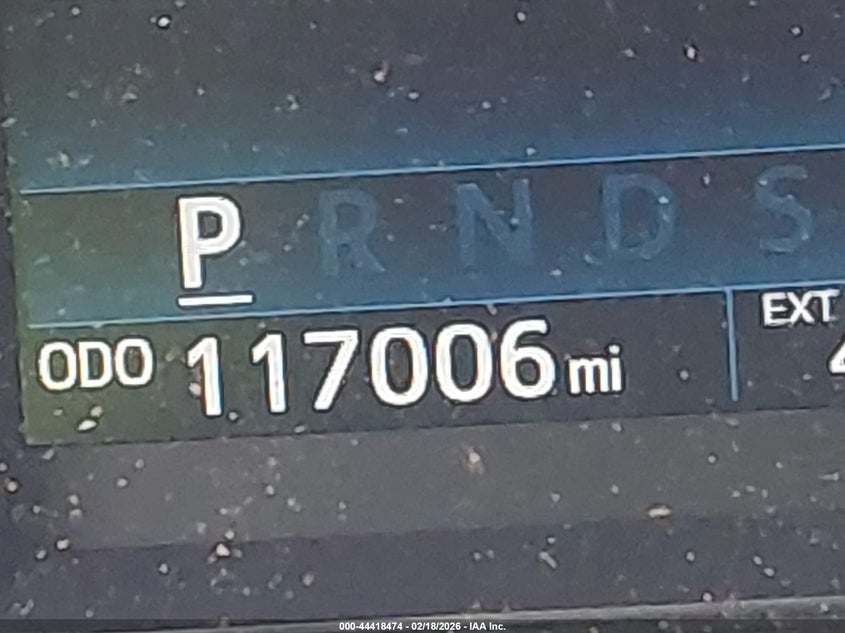 P R N D S
ODO 117006 mi
EXT
000-44418474 - 02/18/2026 - IAA Inc.